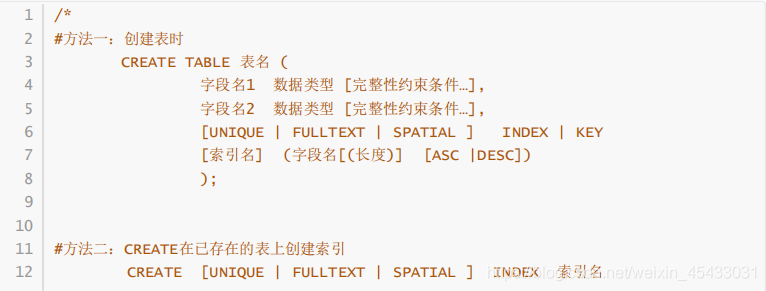 1 /*
2 #方法一：创建表时
3 CREATE TABLE 表名 (
4 字段名1 数据类型 [完整性约束条件…],
5 字段名2 数据类型 [完整性约束条件…],
6 [UNIQUE | FULLTEXT | SPATIAL ] INDEX | KEY
7 [索引名] (字段名[(长度)] [ASC |DESC])
8 );
9
10
11 #方法二：CREATE在已存在的表上创建索引
12 CREATE [UNIQUE | FULLTEXT | SPATIAL ] INDEX 索引名
https://blog.csdn.net/weixin_45433031